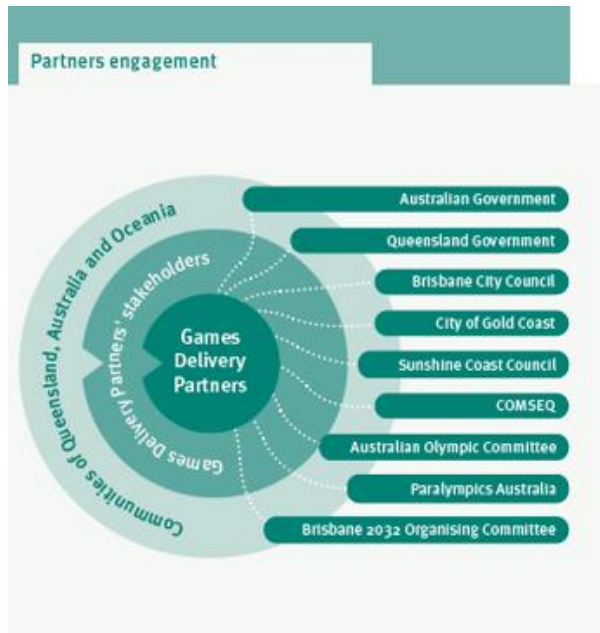 Partners engagement
Communities of Queensland, Australia and Oceania
Games Delivery Partners' stakeholders
Games
Delivery
Partners
Australian Government
Queensland Government
Brisbane City Council
City of Gold Coast
Sunshine Coast Council
COMSEQ
Australian Olympic Committee
Paralympics Australia
Brisbane 2032 Organising Committee